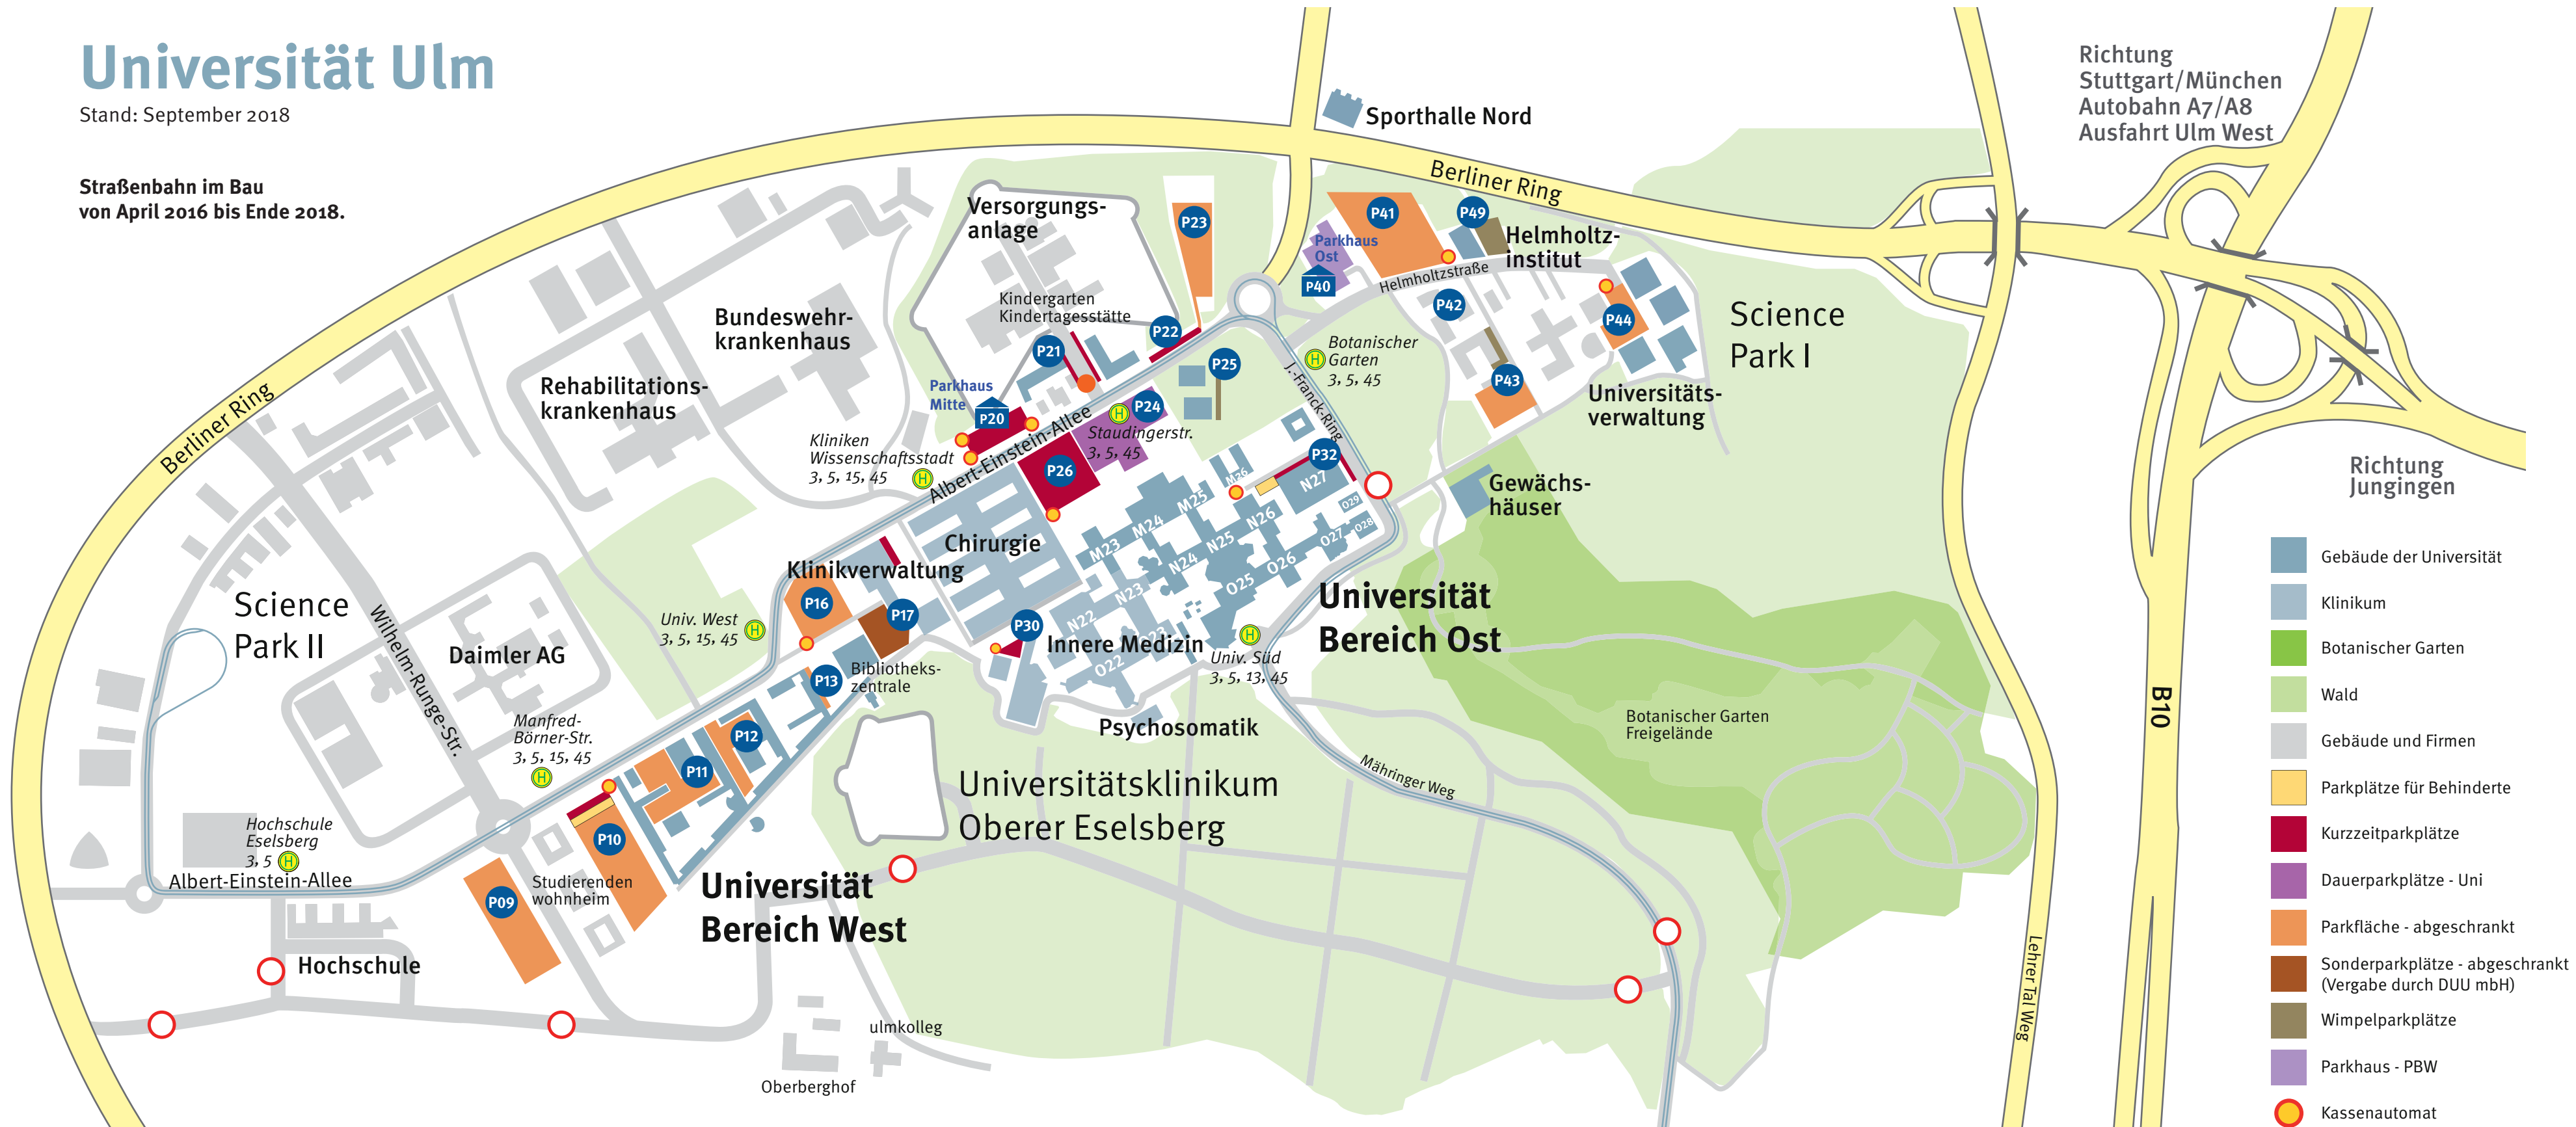 Universität Ulm
Stand: September 2018
Straßenbahn im Bau
von April 2016 bis Ende 2018.
Richtung
Stuttgart/München
Autobahn A7/A8
Ausfahrt Ulm West
Sporthalle Nord
Berliner Ring
Versorgungs-
anlage
P23
P41
P49
Parkhaus
Ost
P40
Helmholtz-
institut
Helmholtzstraße
Kindergarten
Kindertagesstätte
P42
P44
Science
Park I
Bundeswehr-
krankenhaus
P22
P21
P25
Botanischer
Garten
3, 5, 45
J.-Franck-Ring
P43
Universitäts-
verwaltung
Rehabilitations-
krankenhaus
Parkhaus
Mitte
P20
P24
Staudingerstr.
3, 5, 45
Berliner Ring
Kliniken
Wissenschaftsstadt
3, 5, 15, 45
Albert-Einstein-Allee
P26
P32
M26
N27
Gewächs-
häuser
Richtung
Jungingen
M25
M24
M23
N26
N25
N24
O29
O28
O27
O26
O25
Chirurgie
Klinikverwaltung
N23
N22
O22
P16
P17
P30
Innere Medizin
Universität
Bereich Ost
Science
Park II
Wilhelm-Runge-Str.
Daimler AG
Univ. West
3, 5, 15, 45
P13
Bibliotheks-
zentrale
Univ. Süd
3, 5, 13, 45
Psychosomatik
Botanischer Garten
Freigelände
B10
Manfred-
Börner-Str.
3, 5, 15, 45
P12
P11
P10
Universitätsklinikum
Oberer Eselsberg
Mähringer Weg
Hochschule
Eselsberg
3, 5
Albert-Einstein-Allee
P09
Studierenden
wohnheim
Universität
Bereich West
Hochschule
Lehrer Tal Weg
ulmkolleg
Oberberghof
Gebäude der Universität
Klinikum
Botanischer Garten
Wald
Gebäude und Firmen
Parkplätze für Behinderte
Kurzzeitparkplätze
Dauerparkplätze - Uni
Parkfläche - abgeschrankt
Sonderparkplätze - abgeschrankt
(Vergabe durch DUU mbH)
Wimpelparkplätze
Parkhaus - PBW
Kassenautomat